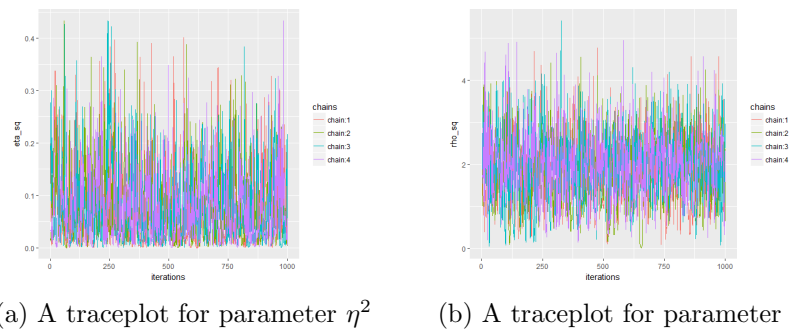 0.4
0.3
0.2
0.1
0.0
eta_sq
0 250 500 750 1000
iterations
chains
chain:1
chain:2
chain:3
chain:4
4
2
0
rho_sq
0 250 500 750 1000
iterations
chains
chain:1
chain:2
chain:3
chain:4
a) A traceplot for parameter η²
(b) A traceplot for parameter